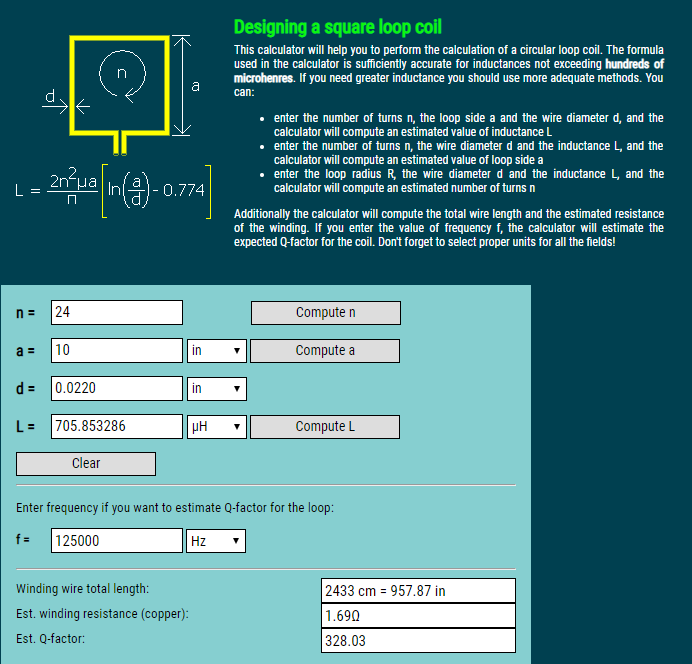 Designing a square loop coil
This calculator will help you to perform the calculation of a circular loop coil. The formula
used in the calculator is sufficiently accurate for inductances not exceeding hundreds of
microhenres. If you need greater inductance you should use more adequate methods. You
can:
n
a
d
L = 2n²μa/π [ln(a/d) - 0.774]
• enter the number of turns n, the loop side a and the wire diameter d, and the
calculator will compute an estimated value of inductance L
• enter the number of turns n, the wire diameter d and the inductance L, and the
calculator will compute an estimated value of loop side a
• enter the loop radius R, the wire diameter d and the inductance L, and the
calculator will compute an estimated number of turns n
Additionally the calculator will compute the total wire length and the estimated resistance
of the winding. If you enter the value of frequency f, the calculator will estimate the
expected Q-factor for the coil. Don't forget to select proper units for all the fields!
n = 24 Compute n
a = 10 in Compute a
d = 0.0220 in
L = 705.853286 μH Compute L
Clear
Enter frequency if you want to estimate Q-factor for the loop:
f = 125000 Hz
Winding wire total length: 2433 cm = 957.87 in
Est. winding resistance (copper): 1.69Ω
Est. Q-factor: 328.03